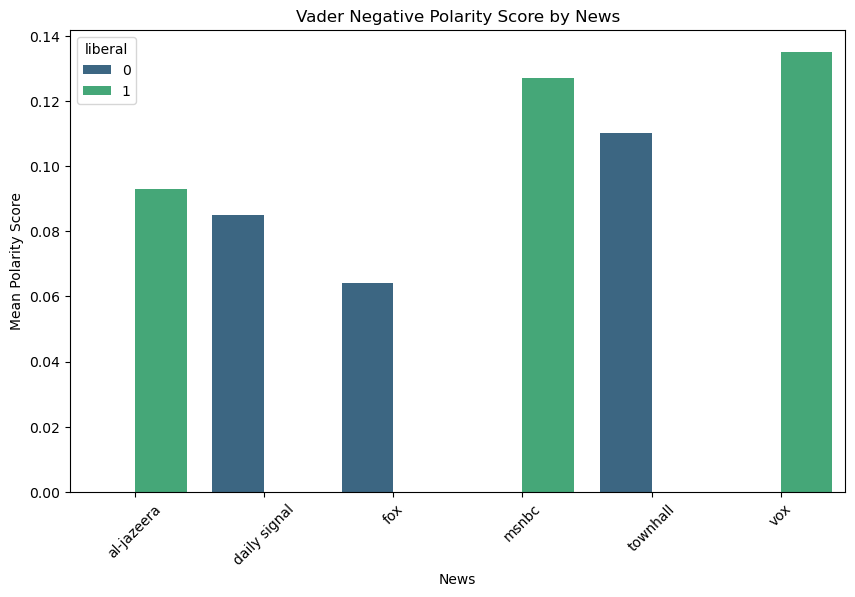 Vader Negative Polarity Score by News
liberal
0
1
Mean Polarity Score
0.14
0.12
0.10
0.08
0.06
0.04
0.02
0.00
al-jazeera
daily signal
fox
msnbc
townhall
vox
News